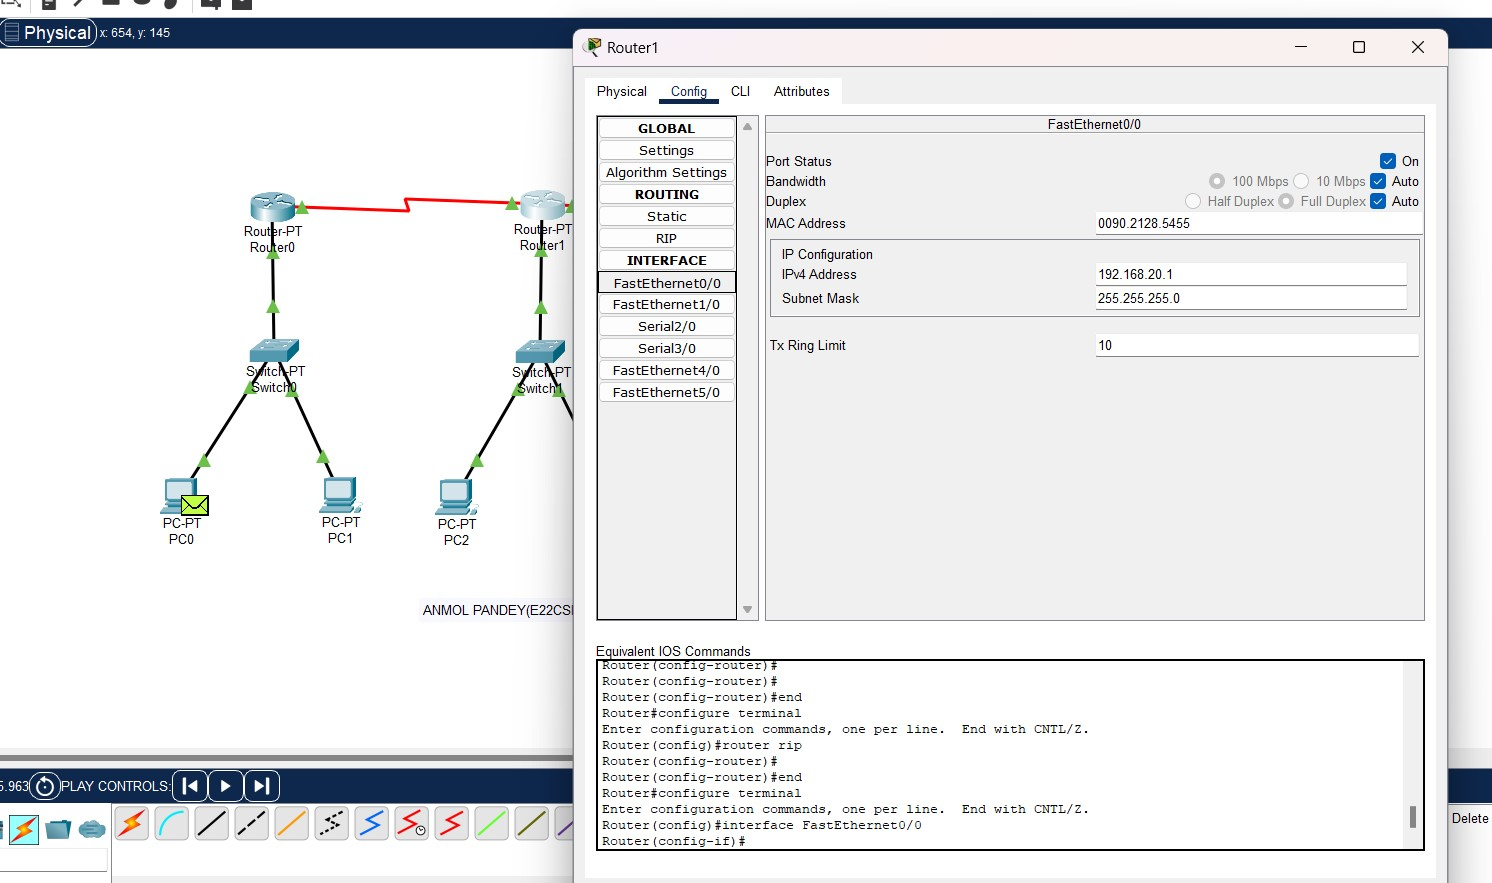 Physical x: 654, y: 145
Router-PT
Router0
Router-PT
Router1
Switch-PT
Switch0
Switch-PT
Switch1
PC-PT
PC0
PC-PT
PC1
PC-PT
PC2
ANMOL PANDEY(E22CS
5.963 PLAY CONTROLS:
Router1
Physical Config CLI Attributes
GLOBAL
Settings
Algorithm Settings
ROUTING
Static
RIP
INTERFACE
FastEthernet0/0
FastEthernet1/0
Serial2/0
Serial3/0
FastEthernet4/0
FastEthernet5/0
FastEthernet0/0
Port Status On
Bandwidth 100 Mbps 10 Mbps Auto
Duplex Half Duplex Full Duplex Auto
MAC Address 0090.2128.5455
IP Configuration
IPv4 Address 192.168.20.1
Subnet Mask 255.255.255.0
Tx Ring Limit 10
Equivalent IOS Commands
Router(config-router)#
Router(config-router)#
Router(config-router)#end
Router#configure terminal
Enter configuration commands, one per line. End with CNTL/Z.
Router(config)#router rip
Router(config-router)#
Router(config-router)#end
Router#configure terminal
Enter configuration commands, one per line. End with CNTL/Z.
Router(config)#interface FastEthernet0/0
Router(config-if)#
Delete